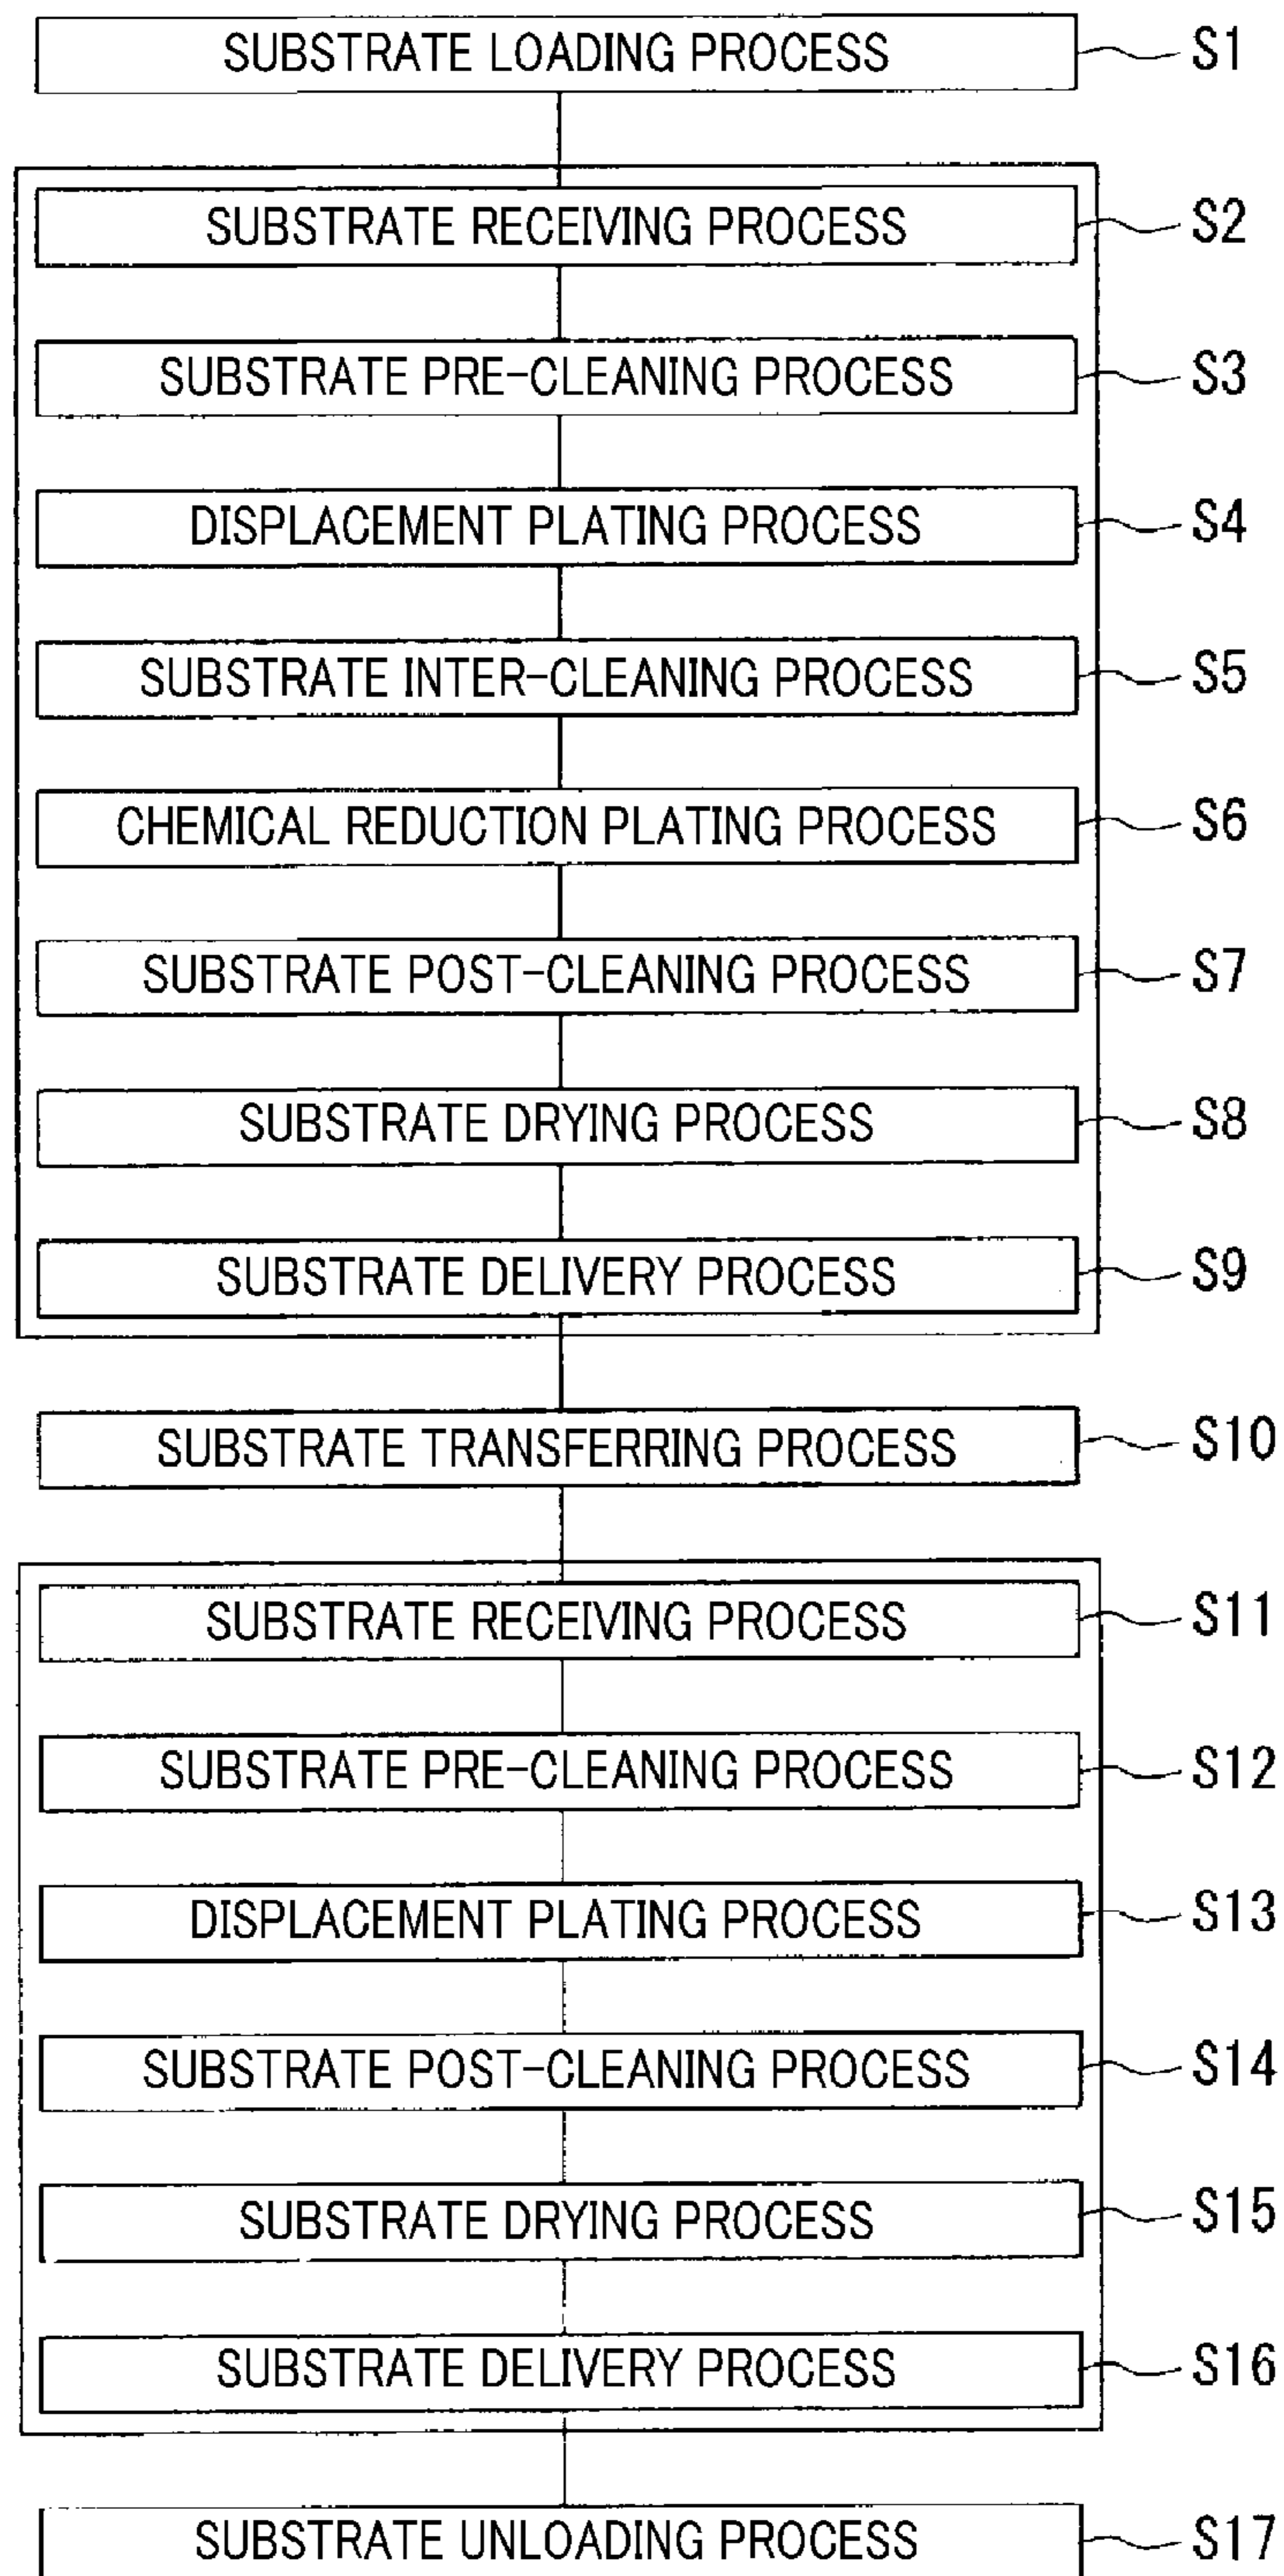 SUBSTRATE LOADING PROCESS S1
SUBSTRATE RECEIVING PROCESS S2
SUBSTRATE PRE-CLEANING PROCESS S3
DISPLACEMENT PLATING PROCESS S4
SUBSTRATE INTER-CLEANING PROCESS S5
CHEMICAL REDUCTION PLATING PROCESS S6
SUBSTRATE POST-CLEANING PROCESS S7
SUBSTRATE DRYING PROCESS S8
SUBSTRATE DELIVERY PROCESS S9
SUBSTRATE TRANSFERRING PROCESS S10
SUBSTRATE RECEIVING PROCESS S11
SUBSTRATE PRE-CLEANING PROCESS S12
DISPLACEMENT PLATING PROCESS S13
SUBSTRATE POST-CLEANING PROCESS S14
SUBSTRATE DRYING PROCESS S15
SUBSTRATE DELIVERY PROCESS S16
SUBSTRATE UNLOADING PROCESS S17